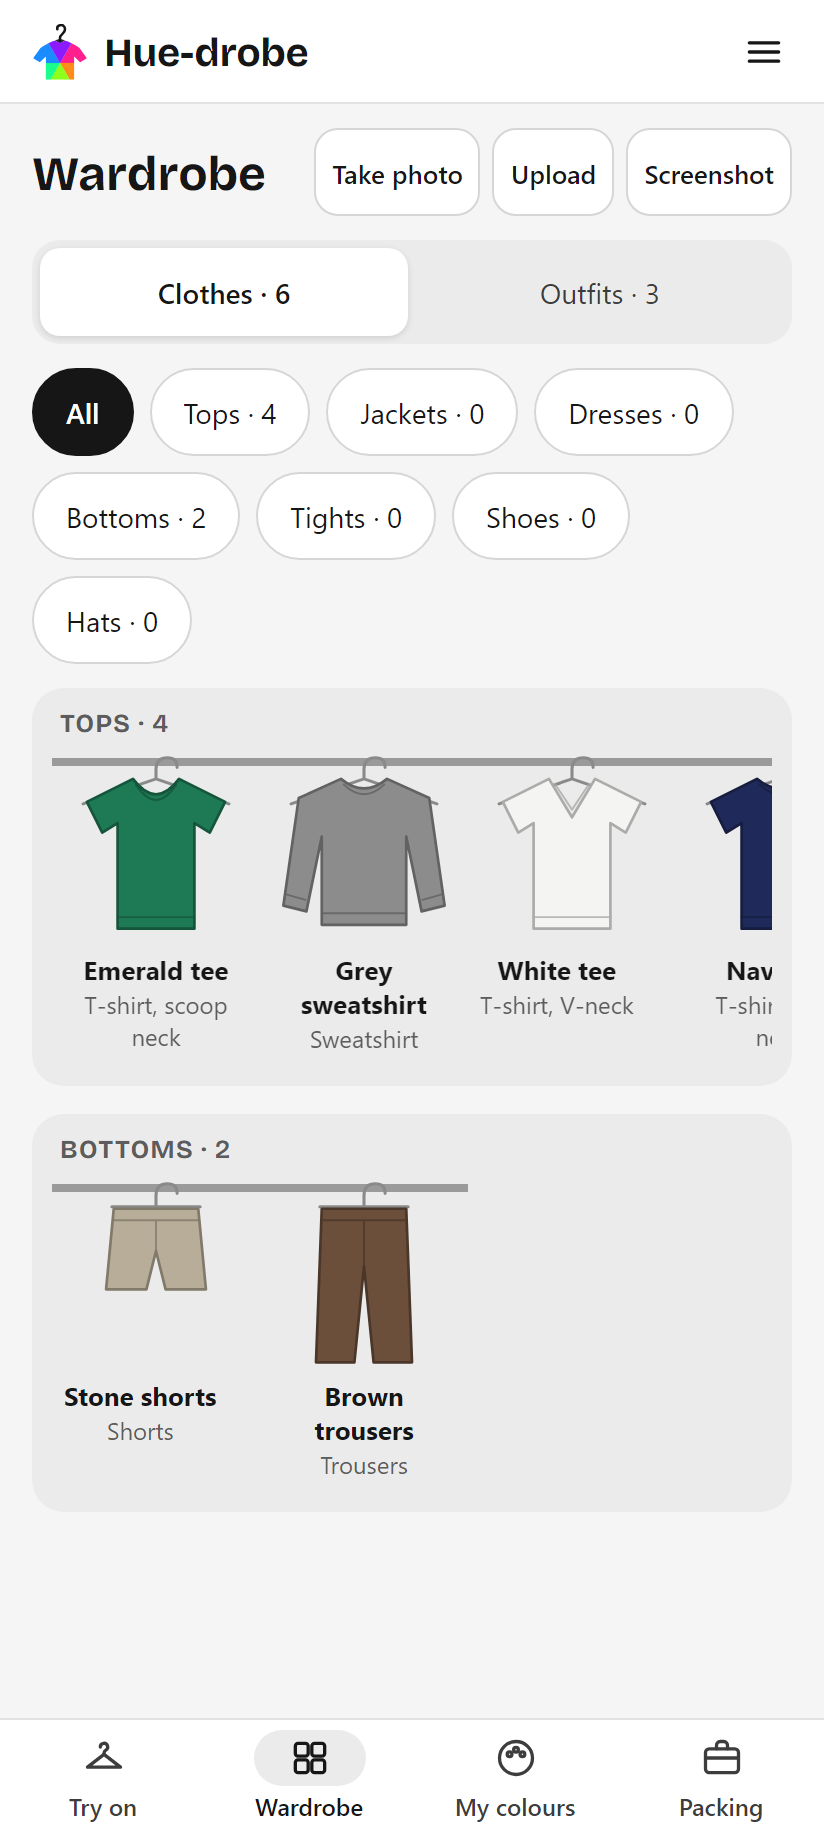 Hue-drobe
Wardrobe
Take photo
Upload
Screenshot
Clothes · 6
Outfits · 3
All
Tops · 4
Jackets · 0
Dresses · 0
Bottoms · 2
Tights · 0
Shoes · 0
Hats · 0
TOPS · 4
Emerald tee
T-shirt, scoop
neck
Grey
sweatshirt
Sweatshirt
White tee
T-shirt, V-neck
BOTTOMS · 2
Stone shorts
Shorts
Brown
trousers
Trousers
Try on
Wardrobe
My colours
Packing